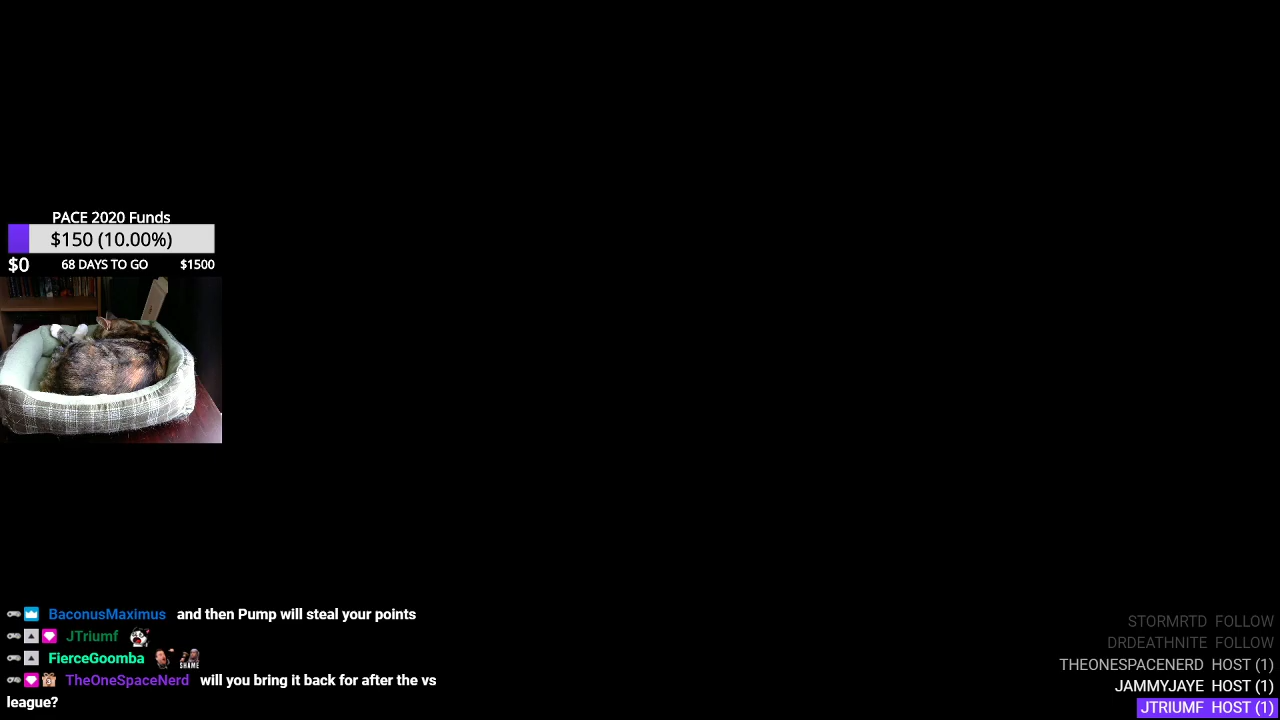 PACE 2020 Funds
$150 (10.00%)
$0 68 DAYS TO GO $1500
BaconusMaximus and then Pump will steal your points
JTriumf
FierceGoomba SHAME
TheOneSpaceNerd will you bring it back for after the vs
league?
STORMRTD FOLLOW
DRDEATHNITE FOLLOW
THEONESPACENERD HOST (1)
JAMMYJAYE HOST (1)
JTRIUMF HOST (1)